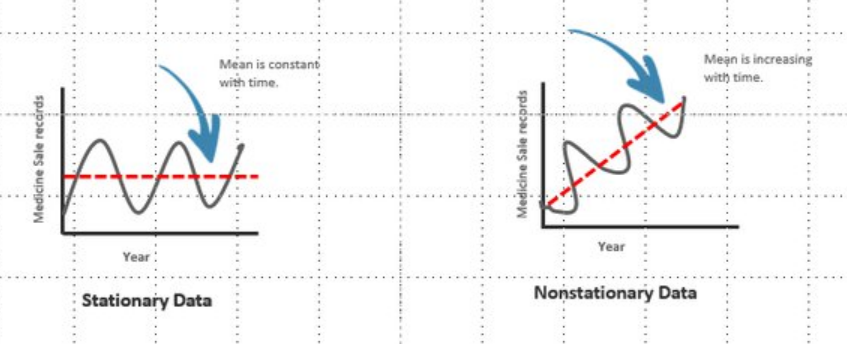 Mean is constant
with time.
Medicine Sale records
Year
Stationary Data
Mean is increasing
with time.
Medicine Sale records
Year
Nonstationary Data